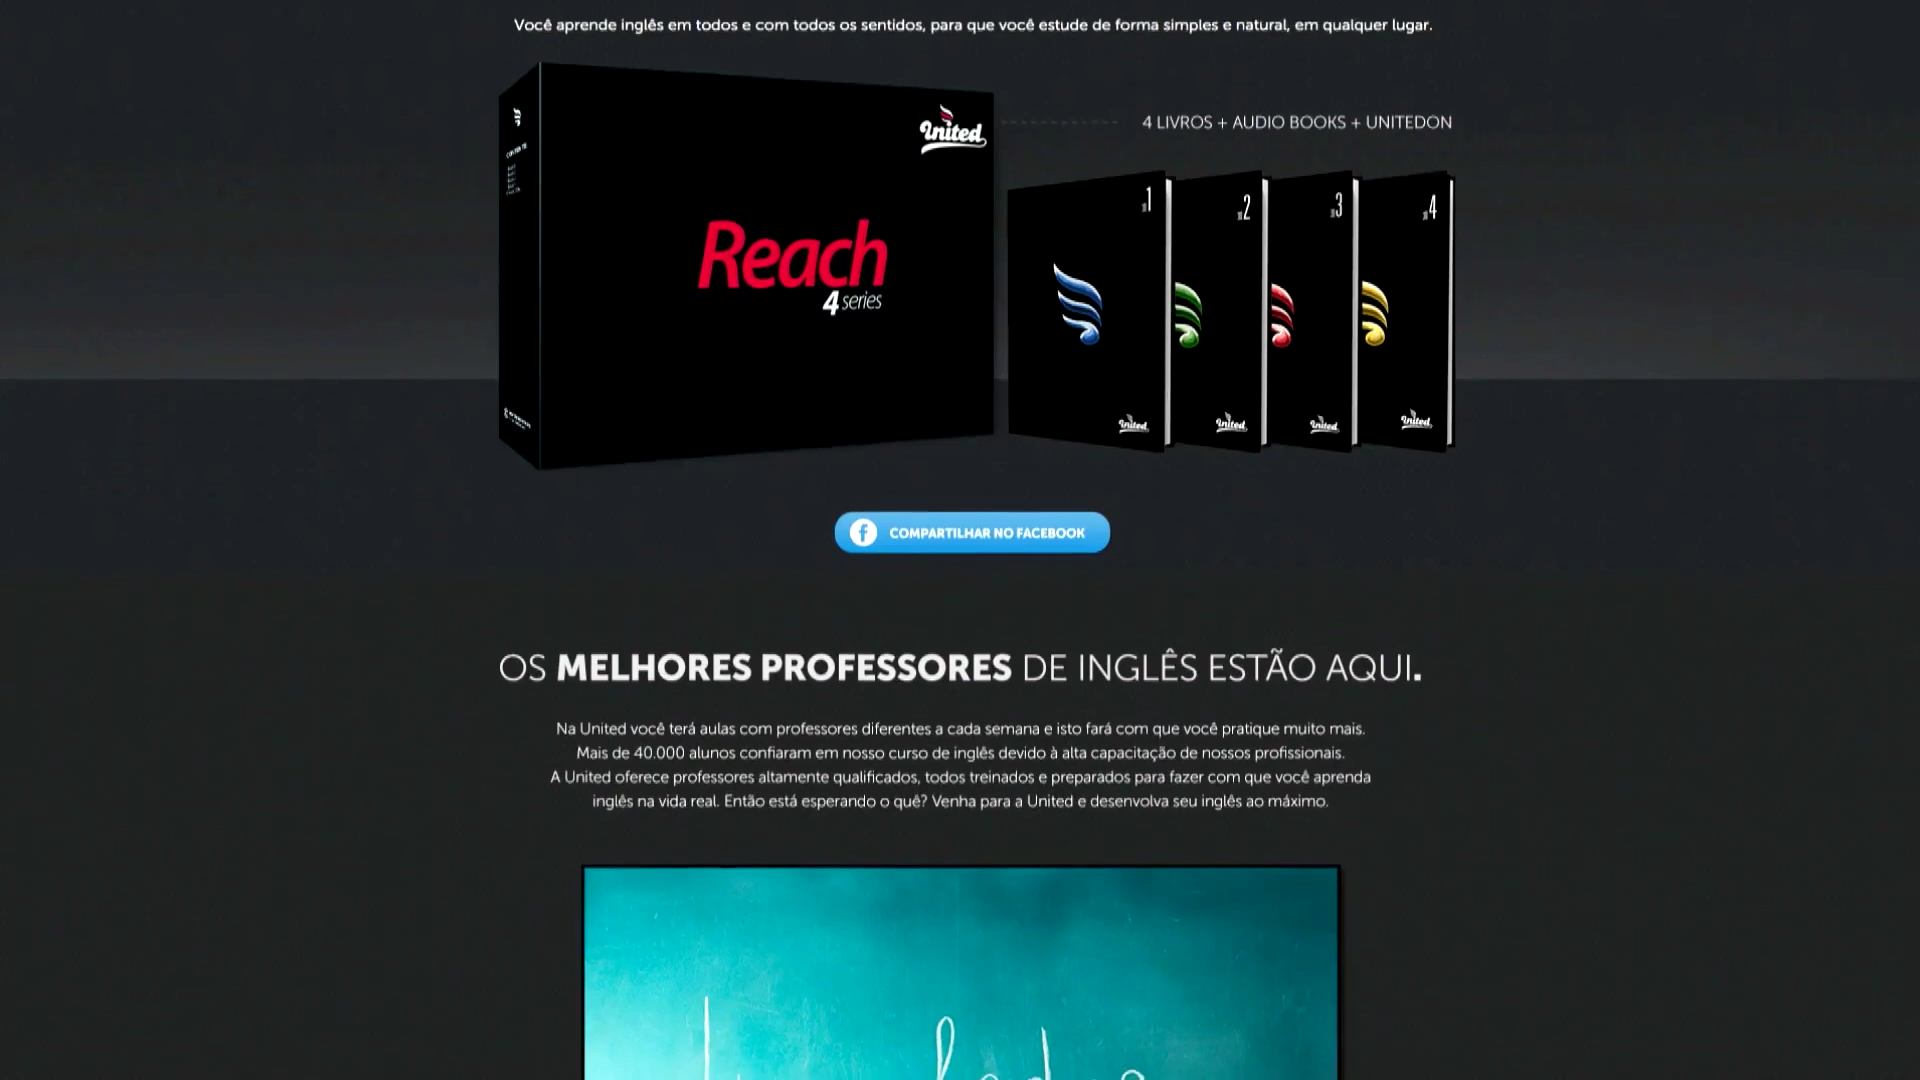 Você aprende inglês em todos e com todos os sentidos, para que você estude de forma simples e natural, em qualquer lugar.
United
4 LIVROS + AUDIO BOOKS + UNITEDON
Reach
4 series
1
2
3
4
United
United
United
United
COMPARTILHAR NO FACEBOOK
OS MELHORES PROFESSORES DE INGLÊS ESTÃO AQUI.
Na United você terá aulas com professores diferentes a cada semana e isto fará com que você pratique muito mais.
Mais de 40.000 alunos confiaram em nosso curso de inglês devido à alta capacitação de nossos profissionais.
A United oferece professores altamente qualificados, todos treinados e preparados para fazer com que você aprenda
inglês na vida real. Então está esperando o quê? Venha para a United e desenvolva seu inglês ao máximo.